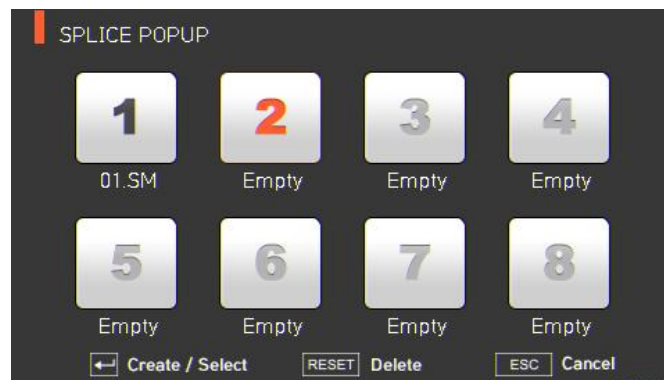 SPLICE POPUP
1 2 3 4
01.SM Empty Empty Empty
5 6 7 8
Empty Empty Empty Empty
Create / Select RESET Delete ESC Cancel